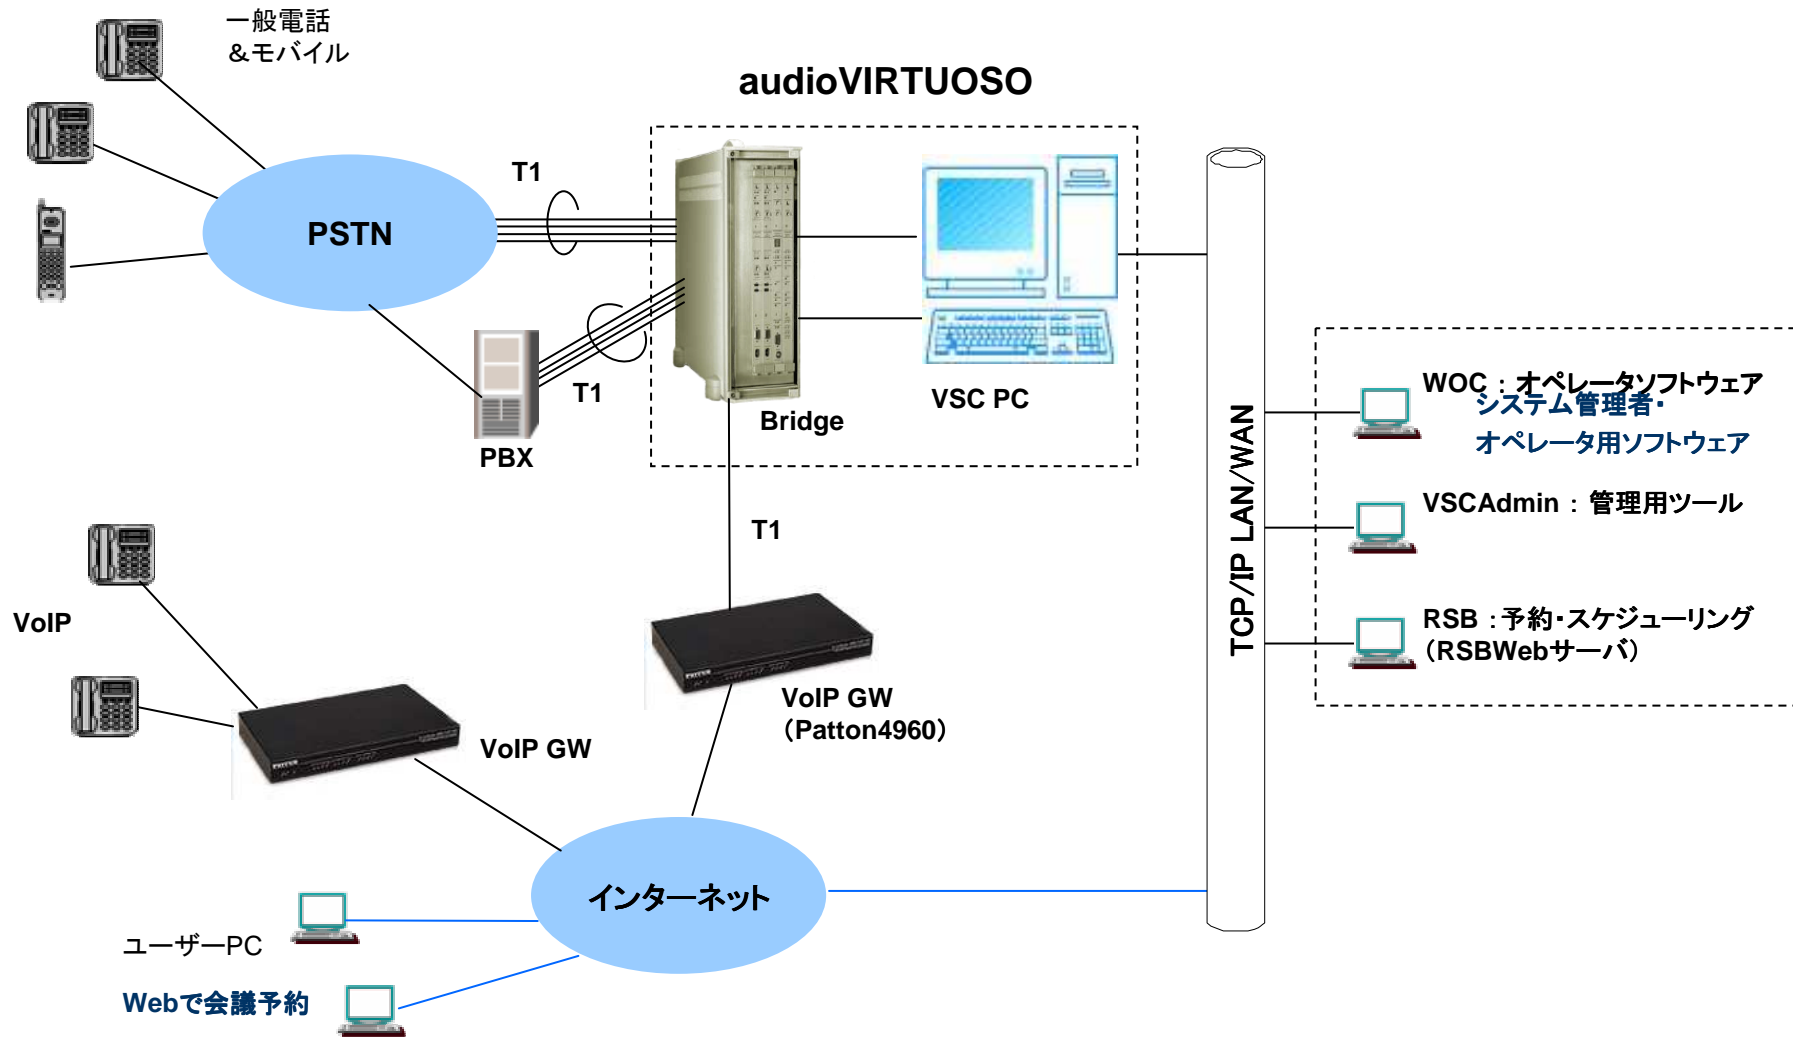 一般電話
＆モバイル
audioVIRTUOSO
T1
PSTN
T1
PBX
Bridge
VSC PC
TCP/IP LAN/WAN
WOC：オペレータソフトウェア
システム管理者・
オペレータ用ソフトウェア
VSCAdmin：管理用ツール
RSB：予約・スケジューリング
（RSBWebサーバ）
T1
VoIP
VoIP GW
（Patton4960）
VoIP GW
インターネット
ユーザーPC
Webで会議予約